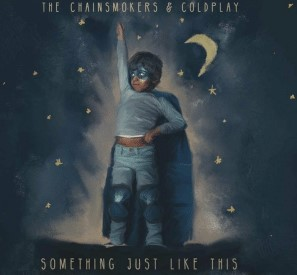 THE CHAINSMOKERS & COLDPLAY
SOMETHING JUST LIKE THIS